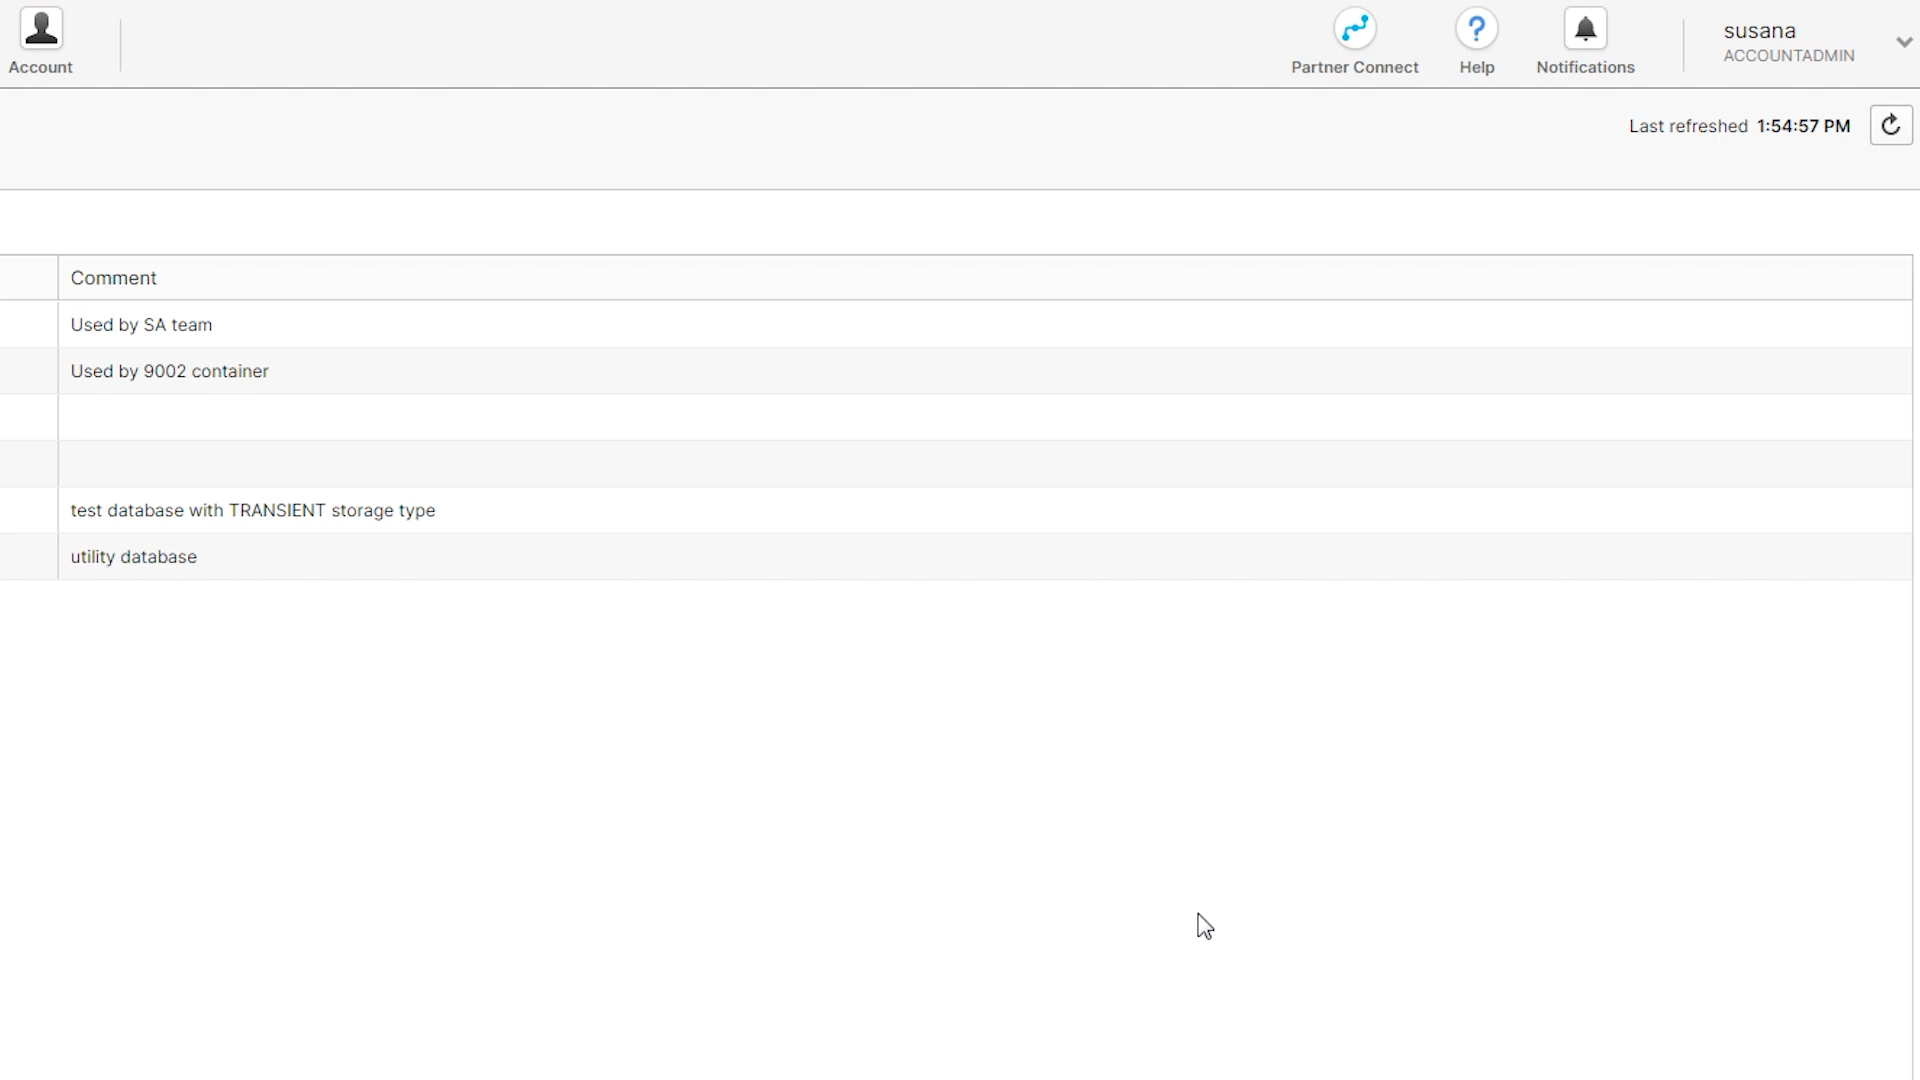 Account
Partner Connect
Help
Notifications
susana
ACCOUNTADMIN
Last refreshed 1:54:57 PM
Comment
Used by SA team
Used by 9002 container
test database with TRANSIENT storage type
utility database